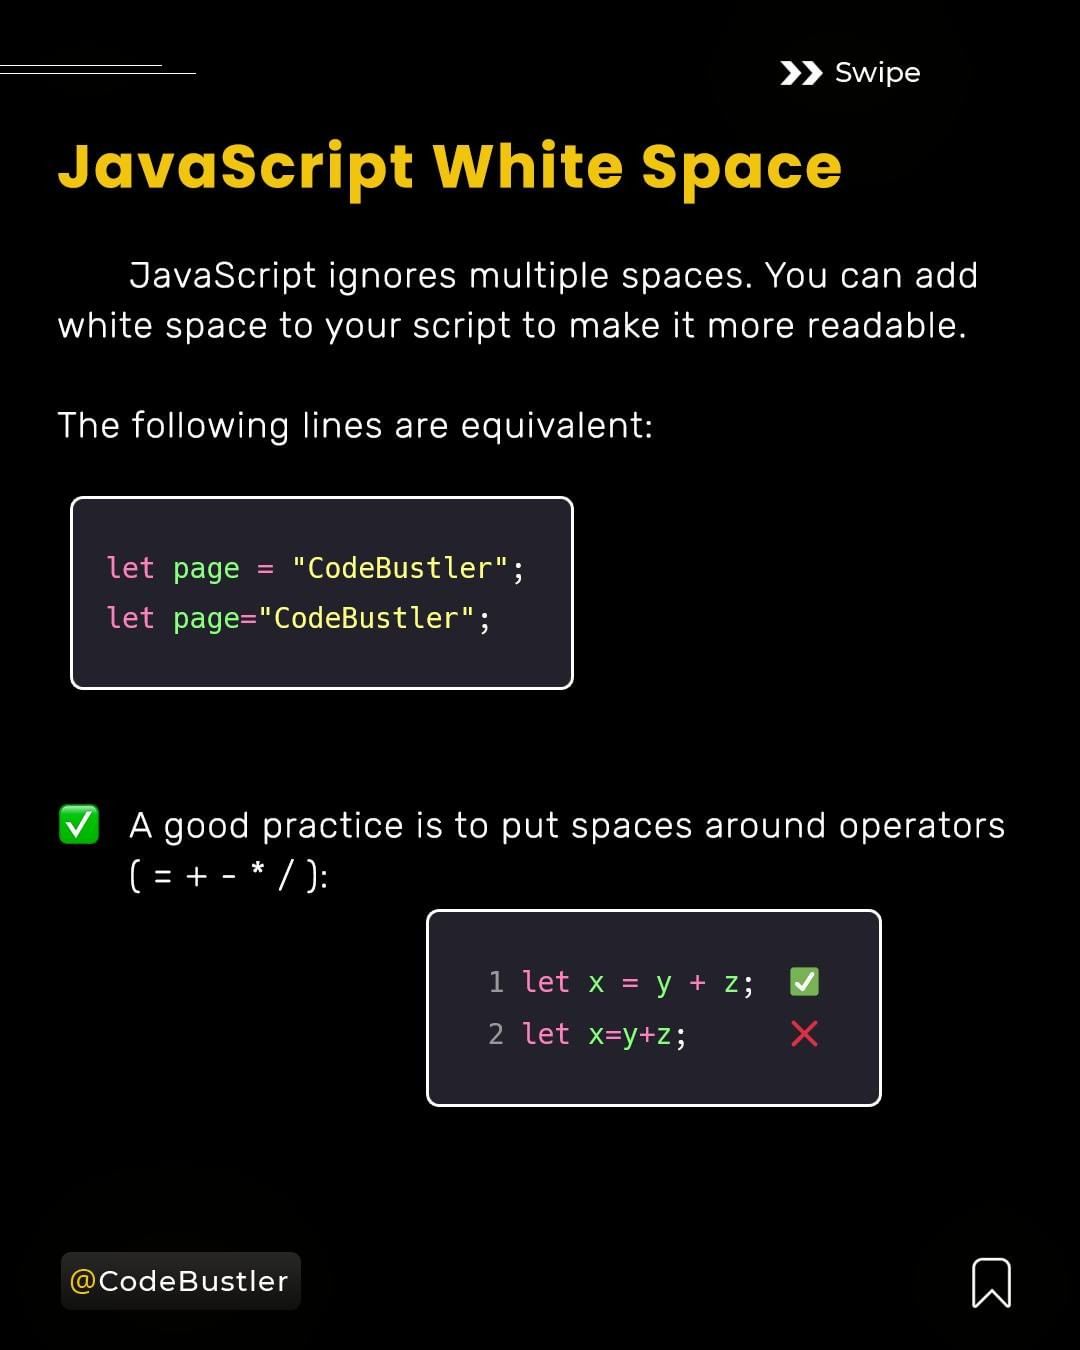 Swipe
JavaScript White Space
JavaScript ignores multiple spaces. You can add
white space to your script to make it more readable.
The following lines are equivalent:
let page = "CodeBustler";
let page="CodeBustler";
✅ A good practice is to put spaces around operators
( = + - * / ):
1 let x = y + z; ✅
2 let x=y+z; ❌
@CodeBustler